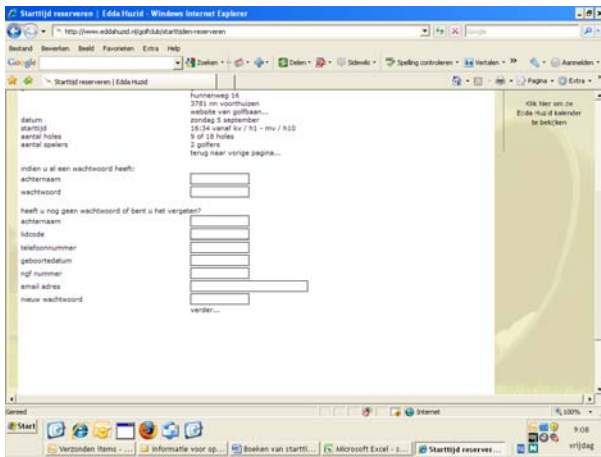 Starttijd reserveren | Edda Huzid - Windows Internet Explorer
http://www.eddahuzid.nl/golfclub/starttijden-reserveren
Google
Bestand Bewerken Beeld Favorieten Extra Help
Google Zoeken Delen Sidewiki Spelling controleren Vertalen Aanmelden
Starttijd reserveren | Edda Huzid Pagina Extra
hunnenweg 16
3781 nn voorthuizen
website van golfbaan...
datum zondag 5 september
starttijd 16:34 vanaf kv / h1 - mv / h10
aantal holes 9 of 18 holes
aantal spelers 2 golfers
terug naar vorige pagina...
Klik hier om de
Edda Huzid kalender
te bekijken
indien u al een wachtwoord heeft:
achternaam
wachtwoord
heeft u nog geen wachtwoord of bent u het vergeten?
achternaam
lidcode
telefoonnummer
geboortedatum
ngf nummer
email adres
nieuw wachtwoord
verder...
Gereed Internet 100%
Start 9:08
Verzonden Items - ... Informatie voor op... Boeken van startti... Microsoft Excel - s... Starttijd reserver... vrijdag